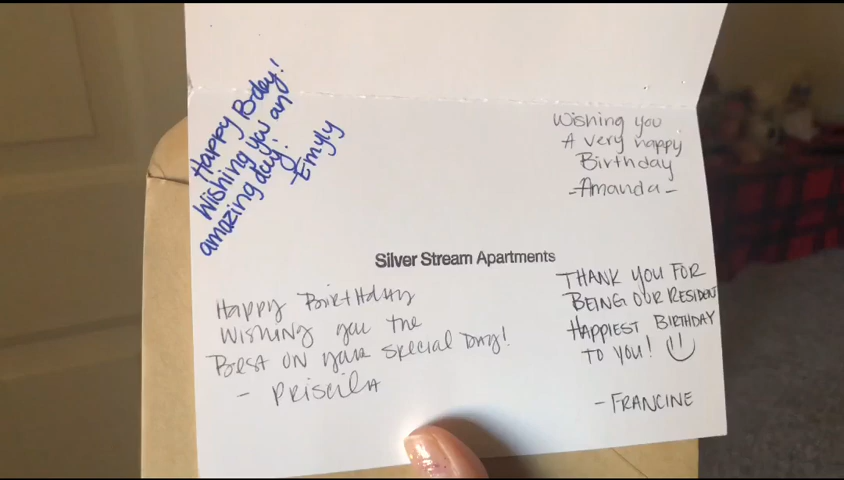 Happy Bday!
Wishing you an
amazing day!
Emyly
Wishing you
A very happy
Birthday
-Amanda-
Silver Stream Apartments
Happy BirtHday
Wishing you the
Best on your special Day!
- Priscila
THANK YOU FOR
BEING OUR RESIDENT
HAPPIEST BIRTHDAY
TO YOU!
- FRANCINE